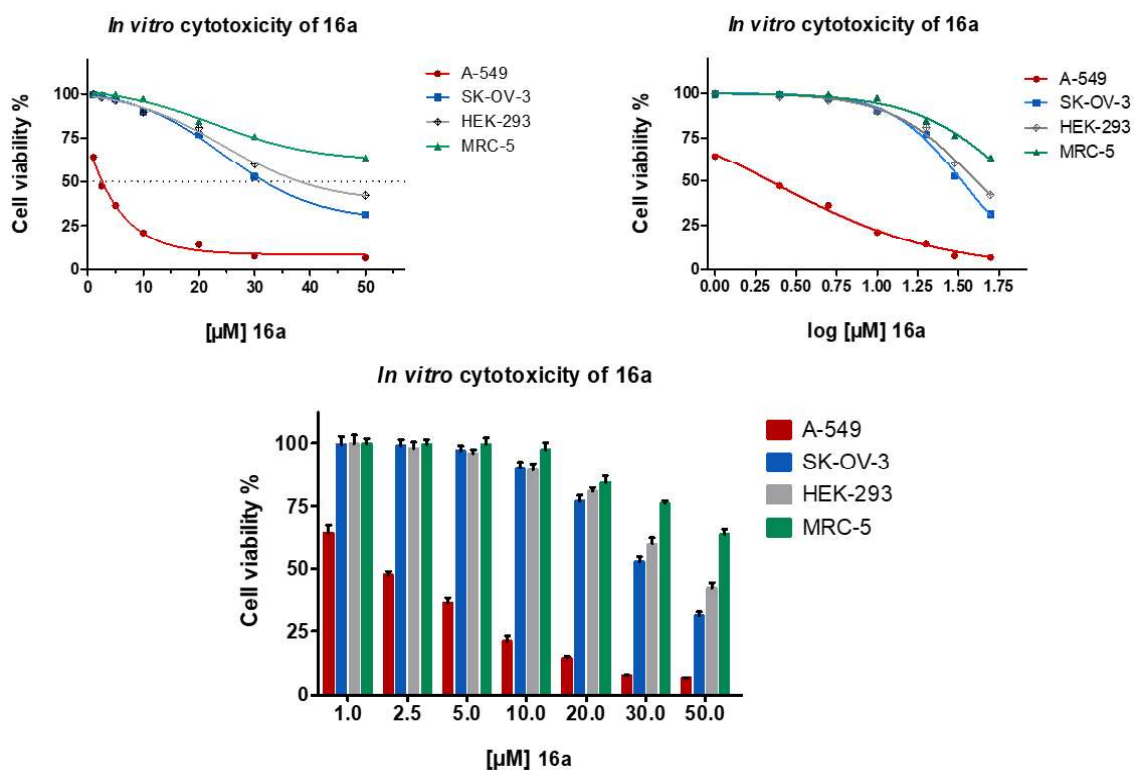 In vitro cytotoxicity of 16a
100
75
50
25
0
Cell viability %
0 10 20 30 40 50
[µM] 16a
A-549
SK-OV-3
HEK-293
MRC-5
In vitro cytotoxicity of 16a
100
75
50
25
0
Cell viability %
0.00 0.25 0.50 0.75 1.00 1.25 1.50 1.75
log [µM] 16a
A-549
SK-OV-3
HEK-293
MRC-5
In vitro cytotoxicity of 16a
100
75
50
25
0
Cell viability %
1.0 2.5 5.0 10.0 20.0 30.0 50.0
[µM] 16a
A-549
SK-OV-3
HEK-293
MRC-5